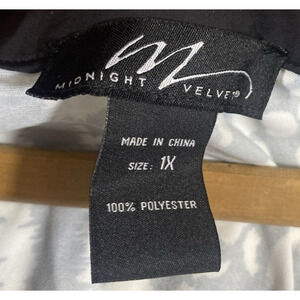 MIDNIGHT VELVET®
MADE IN CHINA
SIZE: 1X
100% POLYESTER